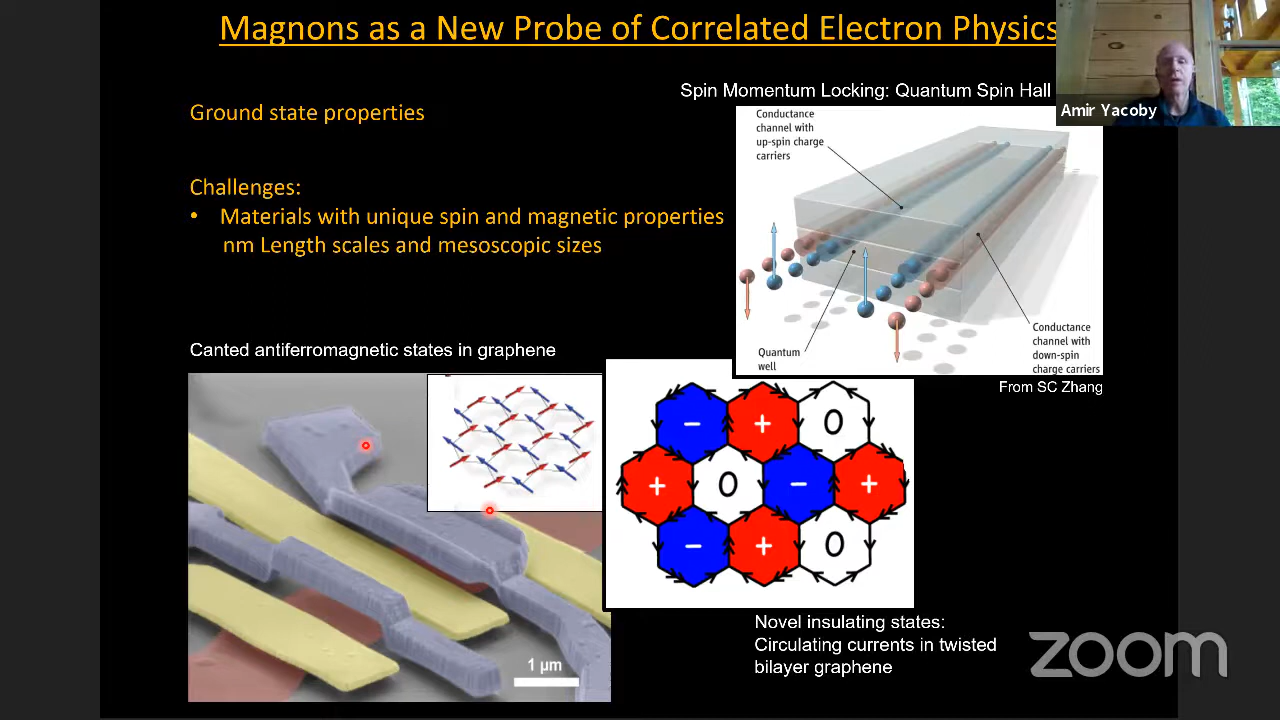 Magnons as a New Probe of Correlated Electron Physics
Amir Yacoby
Ground state properties
Challenges:
• Materials with unique spin and magnetic properties
nm Length scales and mesoscopic sizes
Spin Momentum Locking: Quantum Spin Hall
Conductance
channel with
up-spin charge
carriers
Quantum
well
Conductance
channel with
down-spin
charge carriers
From SC Zhang
Canted antiferromagnetic states in graphene
1 μm
− + 0
+ 0 − +
− + 0
Novel insulating states:
Circulating currents in twisted
bilayer graphene
zoom